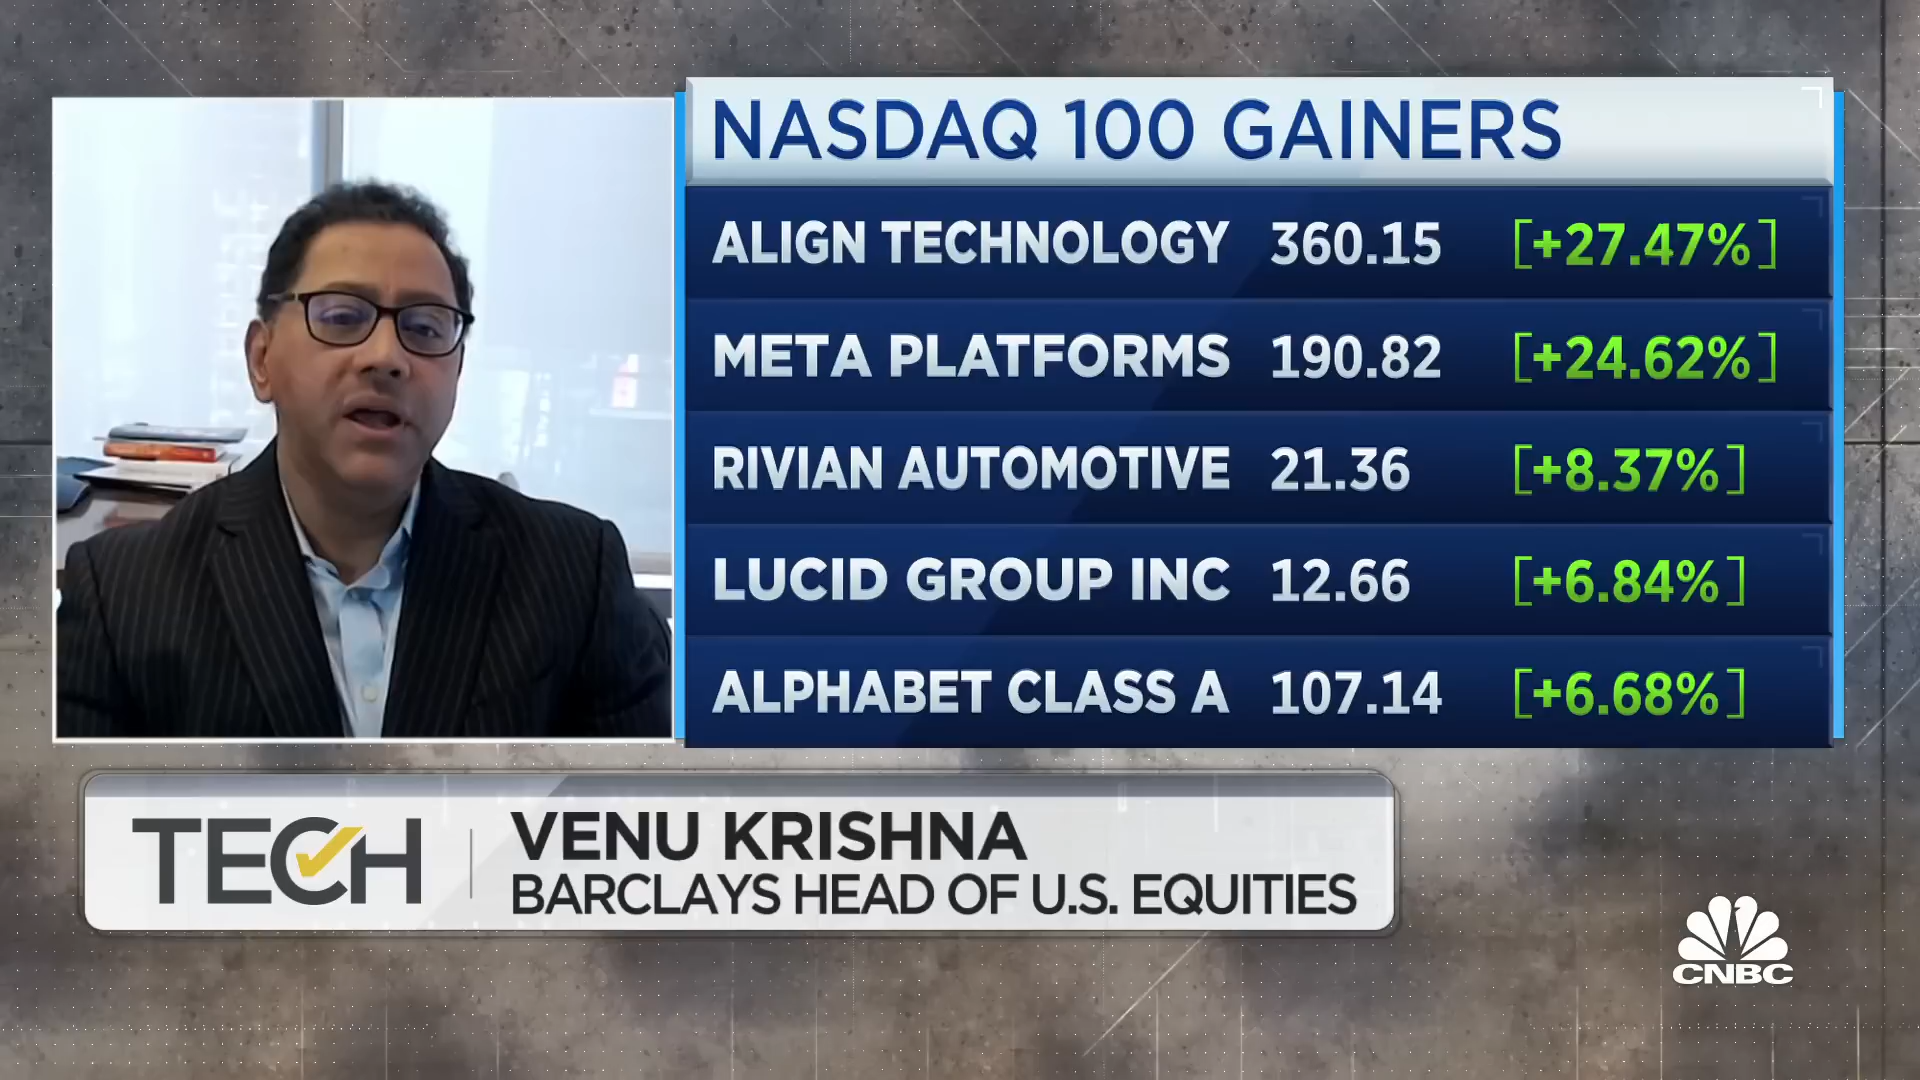 NASDAQ 100 GAINERS
ALIGN TECHNOLOGY 360.15 [+27.47%]
META PLATFORMS 190.82 [+24.62%]
RIVIAN AUTOMOTIVE 21.36 [+8.37%]
LUCID GROUP INC 12.66 [+6.84%]
ALPHABET CLASS A 107.14 [+6.68%]
TECH
VENU KRISHNA
BARCLAYS HEAD OF U.S. EQUITIES
CNBC